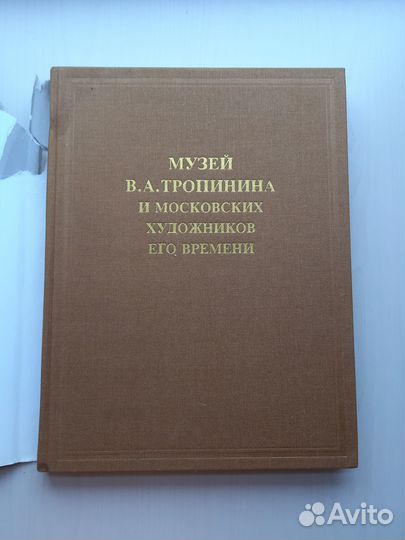 МУЗЕЙ
В.А.ТРОПИНИНА
И МОСКОВСКИХ
ХУДОЖНИКОВ
ЕГО ВРЕМЕНИ
Avito